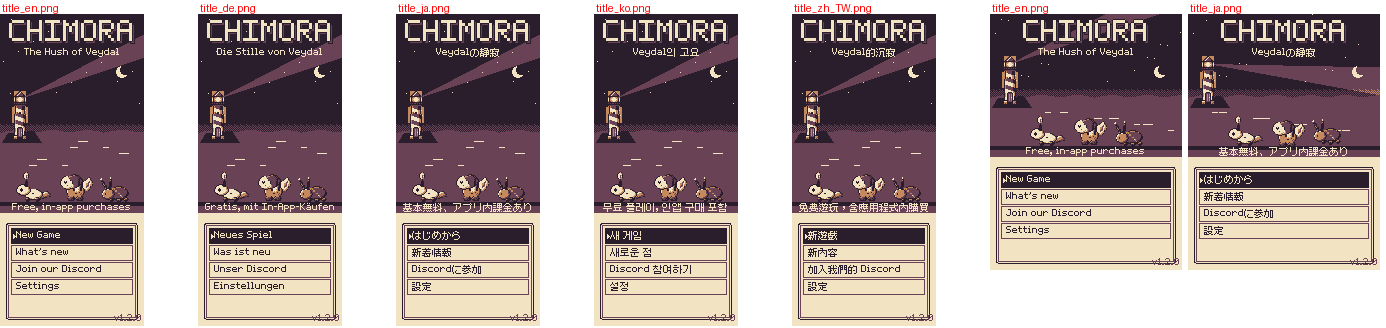 title_en.png
CHIMORA
The Hush of Veydal
Free, in-app purchases
New Game
What's new
Join our Discord
Settings
v1.2.9
title_de.png
CHIMORA
Die Stille von Veydal
Gratis, mit In-App-Käufen
Neues Spiel
Was ist neu
Unser Discord
Einstellungen
v1.2.9
title_ja.png
CHIMORA
Veydalの静寂
基本無料、アプリ内課金あり
はじめから
新着情報
Discordに参加
設定
v1.2.9
title_ko.png
CHIMORA
Veydal의 고요
무료 플레이, 인앱 구매 포함
새 게임
새로운 점
Discord 참여하기
설정
v1.2.9
title_zh_TW.png
CHIMORA
Veydal的沉寂
免費遊玩，含應用程式內購買
新遊戲
新內容
加入我們的 Discord
設定
v1.2.9
title_en.png
CHIMORA
The Hush of Veydal
Free, in-app purchases
New Game
What's new
Join our Discord
Settings
v1.2.9
title_ja.png
CHIMORA
Veydalの静寂
基本無料、アプリ内課金あり
はじめから
新着情報
Discordに参加
設定
v1.2.9